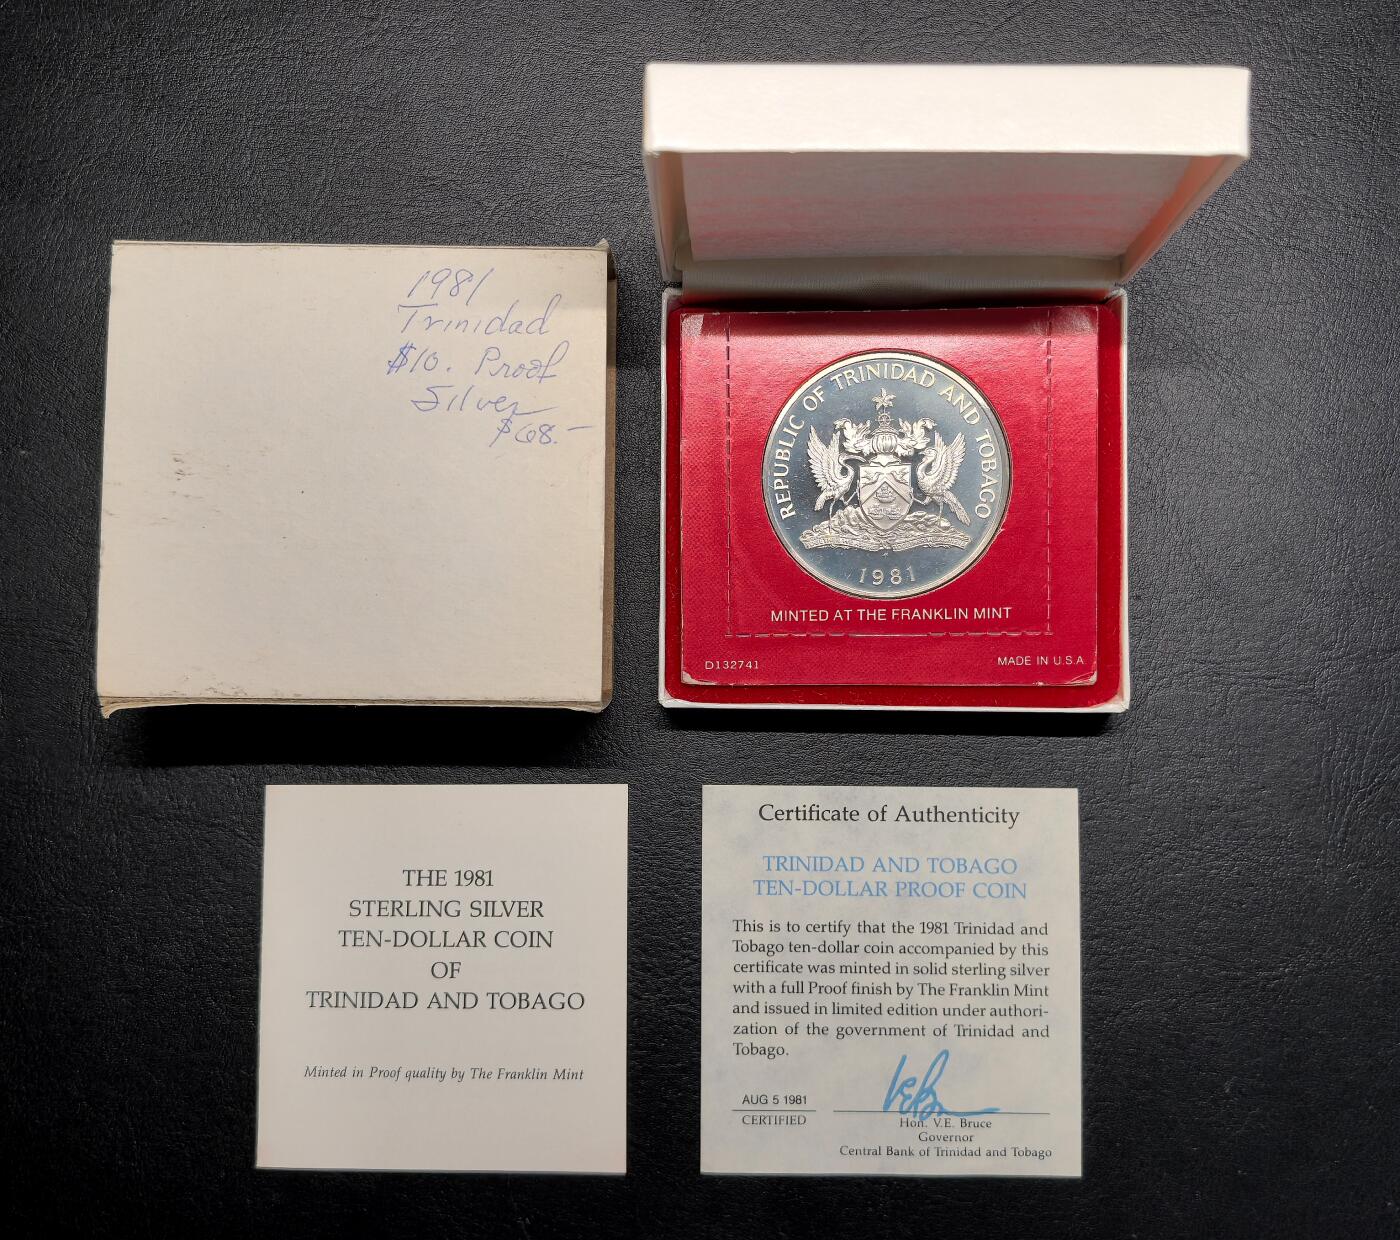 1981
Trinidad
$10. Proof
Silver
$68.-
REPUBLIC OF TRINIDAD AND TOBAGO
1981
MINTED AT THE FRANKLIN MINT
D132741
MADE IN U.S.A.
THE 1981
STERLING SILVER
TEN-DOLLAR COIN
OF
TRINIDAD AND TOBAGO
Minted in Proof quality by The Franklin Mint
Certificate of Authenticity
TRINIDAD AND TOBAGO
TEN-DOLLAR PROOF COIN
This is to certify that the 1981 Trinidad and
Tobago ten-dollar coin accompanied by this
certificate was minted in solid sterling silver
with a full Proof finish by The Franklin Mint
and issued in limited edition under authori-
zation of the government of Trinidad and
Tobago.
AUG 5 1981
CERTIFIED
Hon. V.E. Bruce
Governor
Central Bank of Trinidad and Tobago